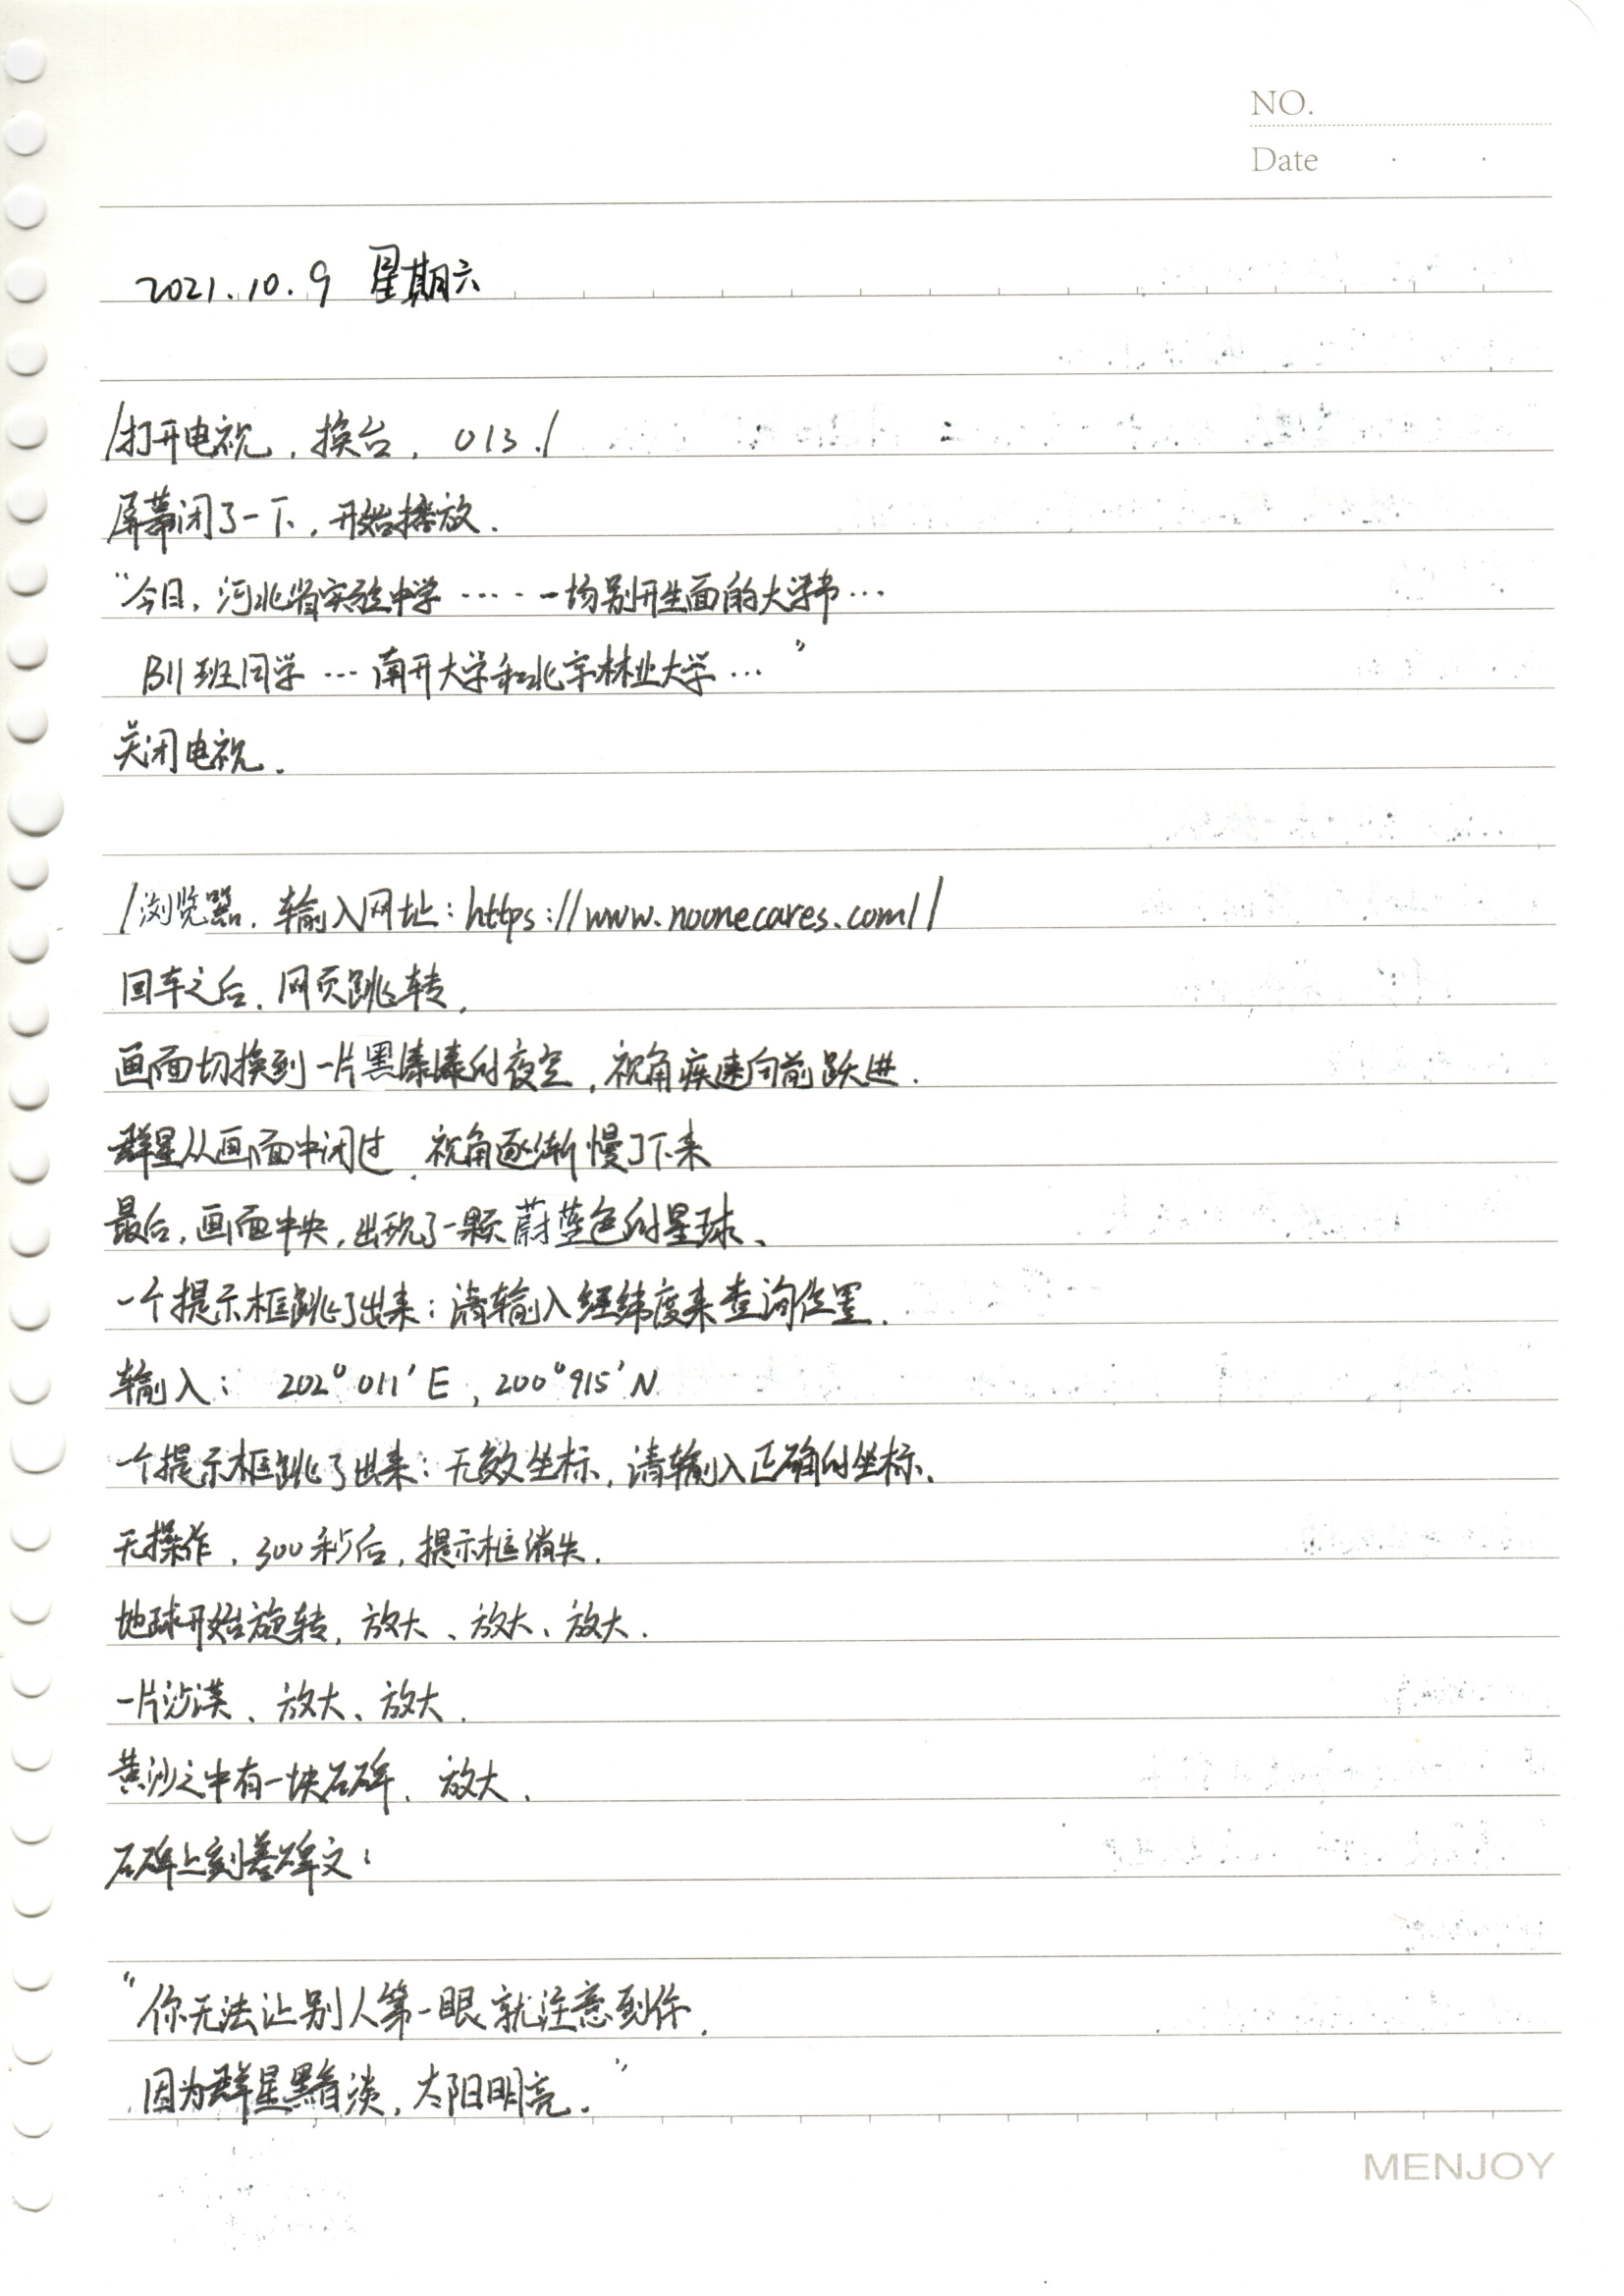 NO.
Date
2021.10.9 星期六
/打开电视，换台，013./
屏幕闪了一下，开始播放.
"今日，河北省实验中学……一场别开生面的大学书…
B11班同学…南开大学和北京林业大学…"
关闭电视.
/浏览器，输入网址：https://www.noonecares.com//
回车之后，网页跳转，
画面切换到一片黑漆漆的夜空，视角疾速向前跃进.
群星从画面中闪过，视角逐渐慢了下来
最后，画面中央，出现了一颗蔚蓝色的星球、
一个提示框跳了出来：请输入经纬度来查询位置.
输入： 202°011′E，200°915′N
一个提示框跳了出来：无效坐标，请输入正确的坐标、
无操作，300秒后，提示框消失.
地球开始旋转，放大、放大、放大.
一片沙漠、放大、放大.
黄沙之中有一块石碑、放大、
石碑上刻着碑文：
"你无法让别人第一眼就注意到你，
因为群星黯淡，太阳明亮."
MENJOY